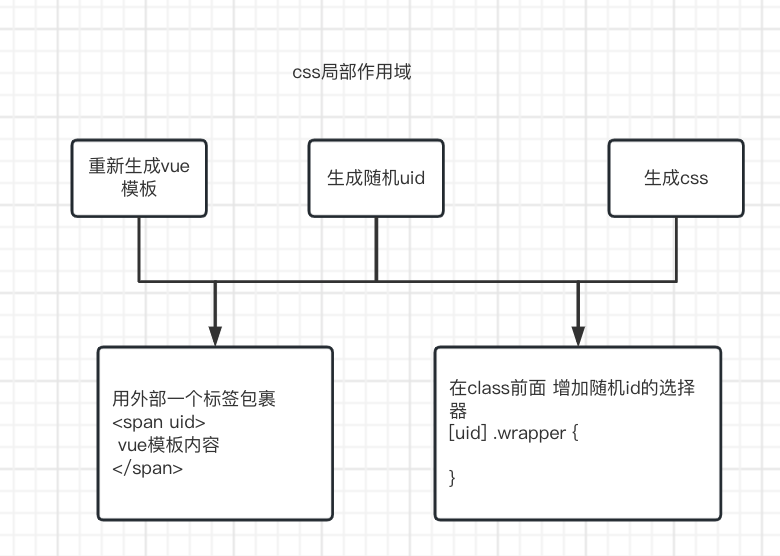 css局部作用域
重新生成vue
模板
生成随机uid
生成css
用外部一个标签包裹
<span uid>
vue模板内容
</span>
在class前面 增加随机id的选择
器
[uid] .wrapper {
}